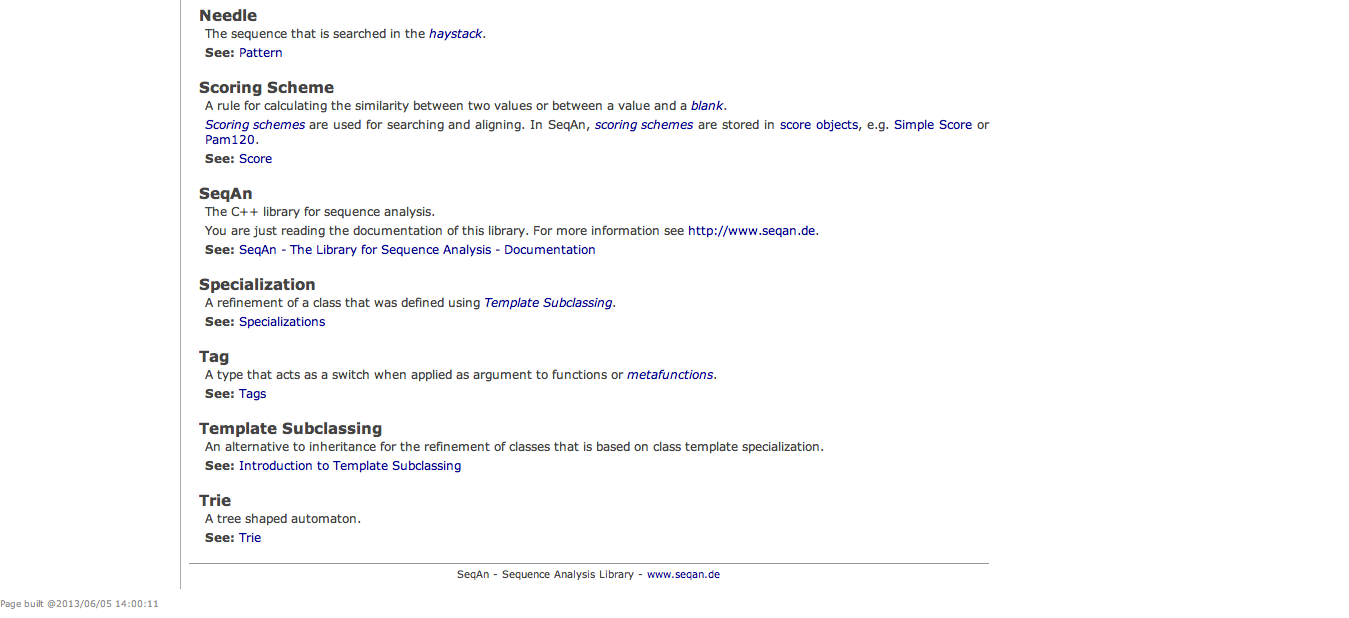 Needle
The sequence that is searched in the haystack.
See: Pattern
Scoring Scheme
A rule for calculating the similarity between two values or between a value and a blank.
Scoring schemes are used for searching and aligning. In SeqAn, scoring schemes are stored in score objects, e.g. Simple Score or
Pam120.
See: Score
SeqAn
The C++ library for sequence analysis.
You are just reading the documentation of this library. For more information see http://www.seqan.de.
See: SeqAn - The Library for Sequence Analysis - Documentation
Specialization
A refinement of a class that was defined using Template Subclassing.
See: Specializations
Tag
A type that acts as a switch when applied as argument to functions or metafunctions.
See: Tags
Template Subclassing
An alternative to inheritance for the refinement of classes that is based on class template specialization.
See: Introduction to Template Subclassing
Trie
A tree shaped automaton.
See: Trie
SeqAn - Sequence Analysis Library - www.seqan.de
Page built @2013/06/05 14:00:11